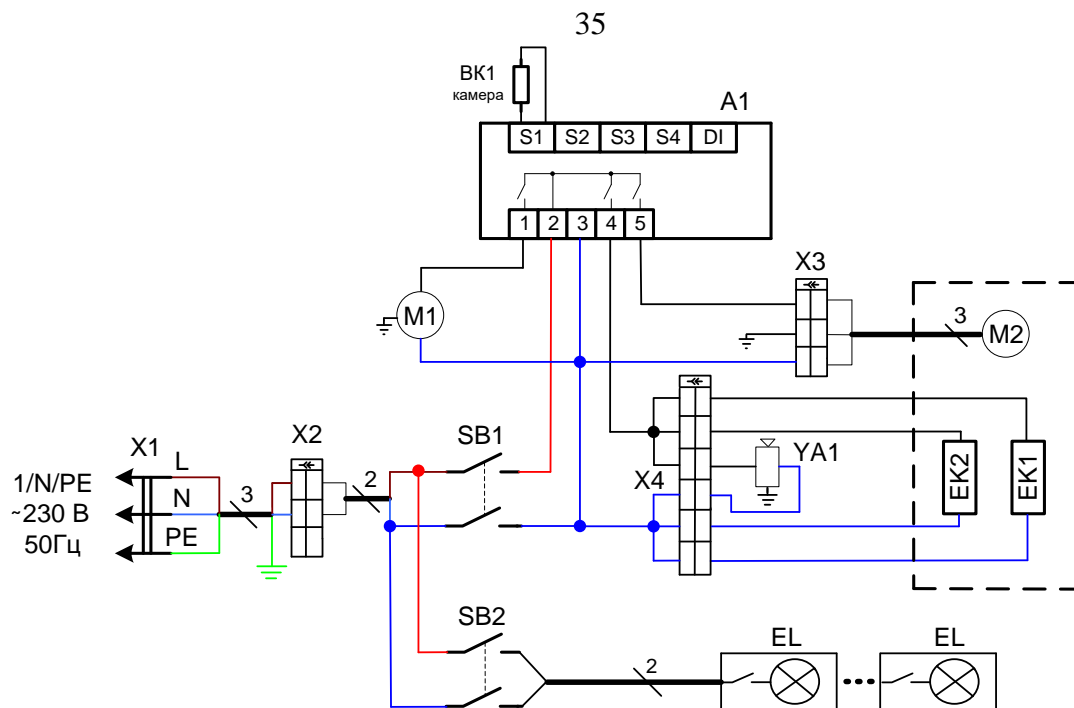 35
BK1
камера
A1
S1 S2 S3 S4 DI
1 2 3 4 5
X3
M1
3
M2
X1
L
X2
2
SB1
X4
YA1
EK2
EK1
1/N/PE
~230 В
50Гц
N
3
PE
SB2
2
EL
EL